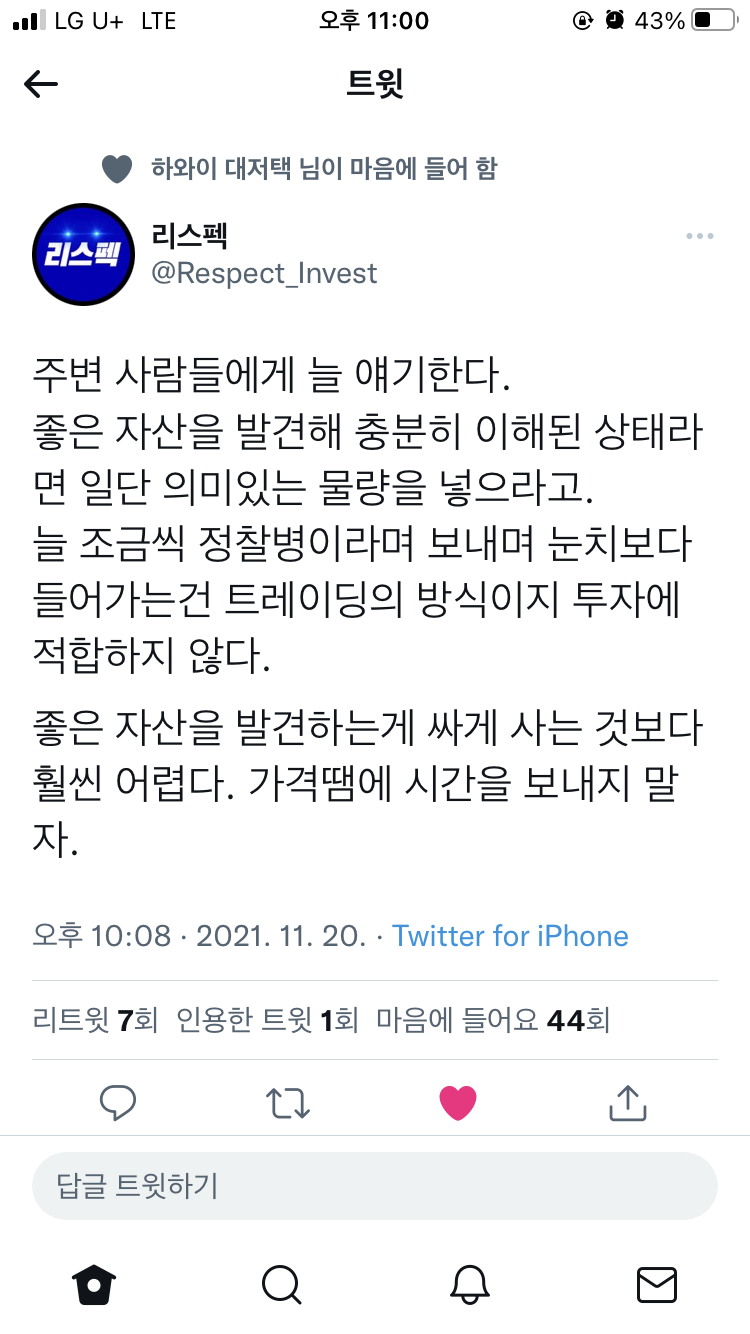 LG U+ LTE 오후 11:00 43%
트윗
하와이 대저택 님이 마음에 들어 함
리스펙
리스펙
@Respect_Invest
주변 사람들에게 늘 얘기한다.
좋은 자산을 발견해 충분히 이해된 상태라
면 일단 의미있는 물량을 넣으라고.
늘 조금씩 정찰병이라며 보내며 눈치보다
들어가는건 트레이딩의 방식이지 투자에
적합하지 않다.
좋은 자산을 발견하는게 싸게 사는 것보다
훨씬 어렵다. 가격땜에 시간을 보내지 말
자.
오후 10:08 · 2021. 11. 20. · Twitter for iPhone
리트윗 7회 인용한 트윗 1회 마음에 들어요 44회
답글 트윗하기